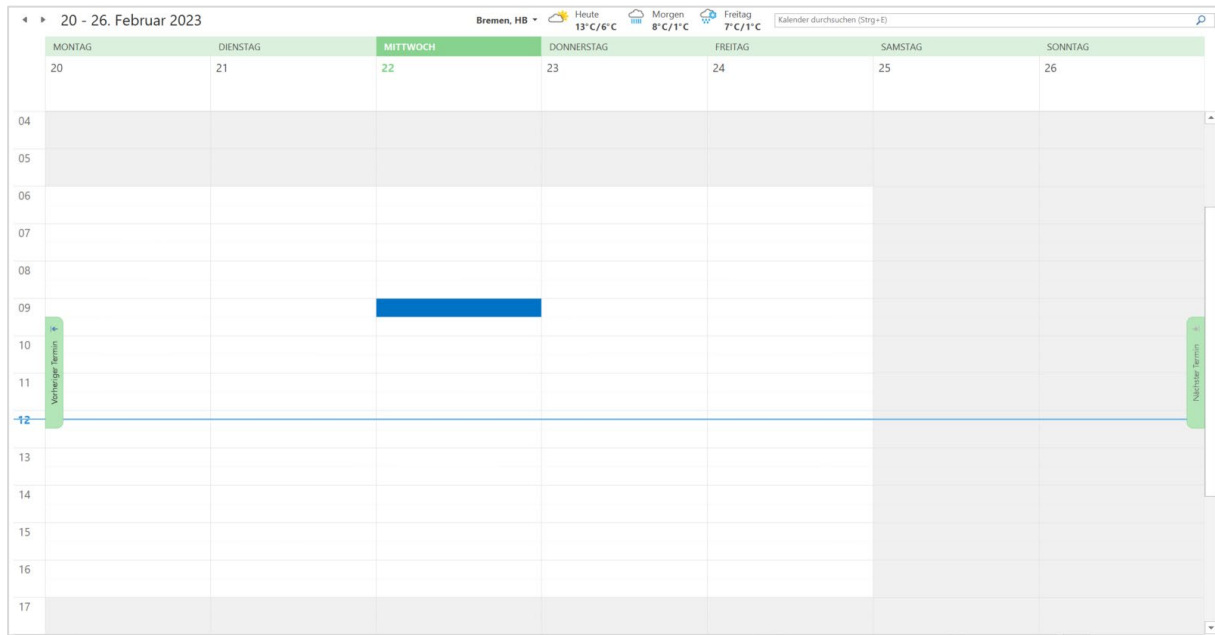 20 - 26. Februar 2023
Bremen, HB
Heute
13°C/6°C
Morgen
8°C/1°C
Freitag
7°C/1°C
Kalender durchsuchen (Strg+E)
MONTAG DIENSTAG MITTWOCH DONNERSTAG FREITAG SAMSTAG SONNTAG
20 21 22 23 24 25 26
04
05
06
07
08
09
10
11
12
13
14
15
16
17
Vorheriger Termin
Nächster Termin